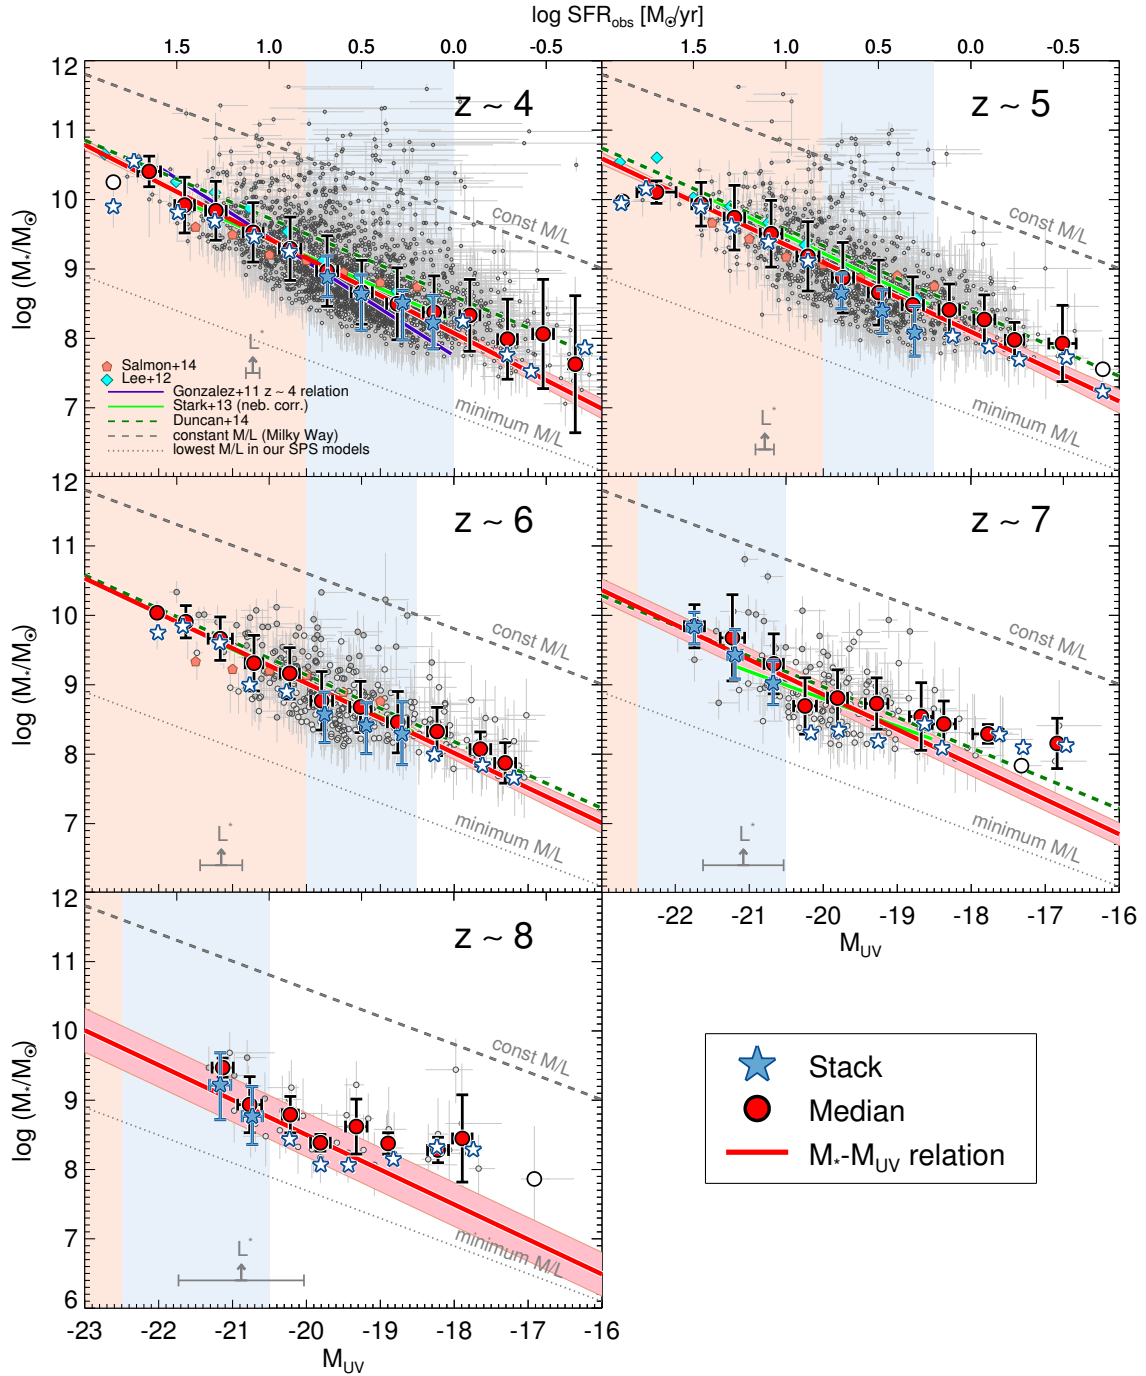 log SFRobs [M☉/yr]
1.5 1.0 0.5 0.0 -0.5
1.5 1.0 0.5 0.0 -0.5
12
11
10
9
8
7
log (M*/M☉)
z ~ 4
const M/L
minimum M/L
L*
Salmon+14
Lee+12
Gonzalez+11 z ~ 4 relation
Stark+13 (neb. corr.)
Duncan+14
constant M/L (Milky Way)
lowest M/L in our SPS models
z ~ 5
const M/L
minimum M/L
L*
12
11
10
9
8
7
log (M*/M☉)
z ~ 6
const M/L
minimum M/L
L*
z ~ 7
const M/L
minimum M/L
L*
-22 -21 -20 -19 -18 -17 -16
MUV
12
11
10
9
8
7
6
log (M*/M☉)
z ~ 8
const M/L
minimum M/L
L*
-23 -22 -21 -20 -19 -18 -17 -16
MUV
Stack
Median
M*-MUV relation